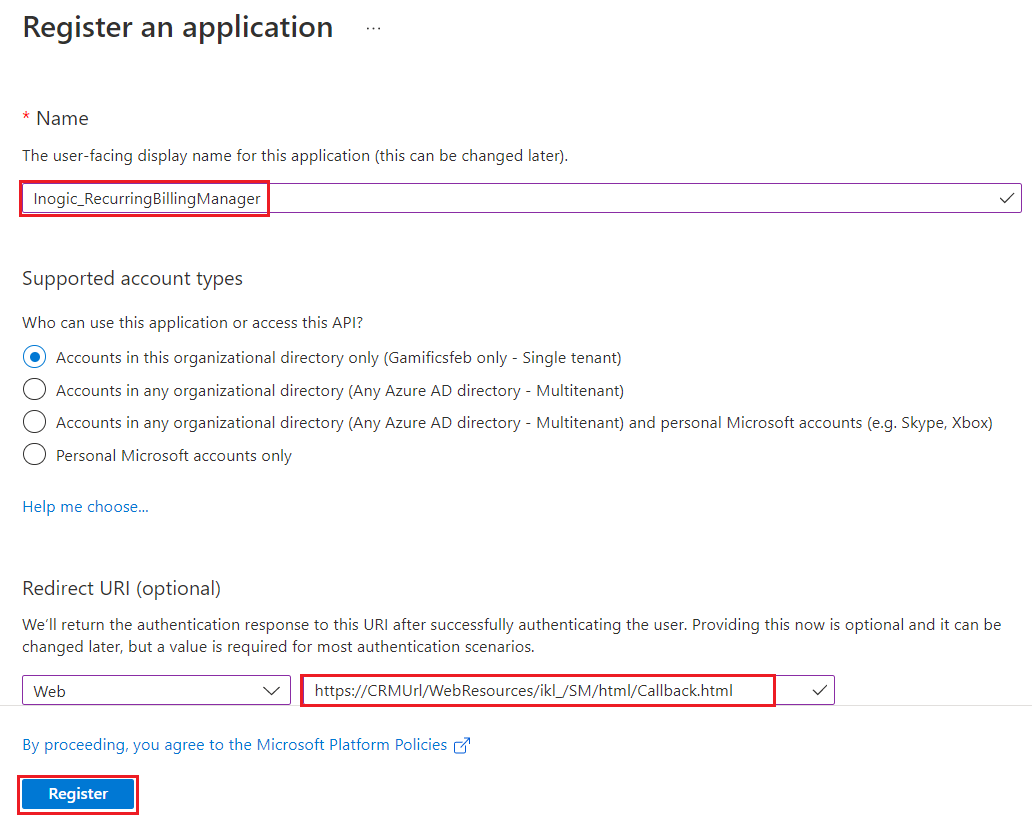 Register an application ...
* Name
The user-facing display name for this application (this can be changed later).
Inogic_RecurringBillingManager
Supported account types
Who can use this application or access this API?
Accounts in this organizational directory only (Gamificsfeb only - Single tenant)
Accounts in any organizational directory (Any Azure AD directory - Multitenant)
Accounts in any organizational directory (Any Azure AD directory - Multitenant) and personal Microsoft accounts (e.g. Skype, Xbox)
Personal Microsoft accounts only
Help me choose...
Redirect URI (optional)
We’ll return the authentication response to this URI after successfully authenticating the user. Providing this now is optional and it can be
changed later, but a value is required for most authentication scenarios.
Web
https://CRMUrl/WebResources/ikl_/SM/html/Callback.html
By proceeding, you agree to the Microsoft Platform Policies
Register